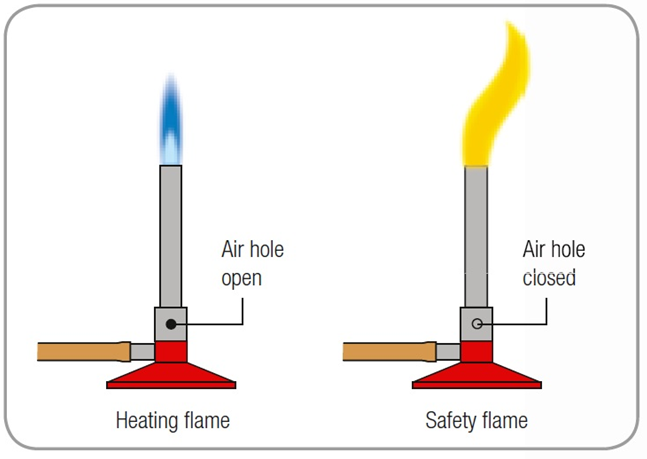 Air hole
open
Air hole
closed
Heating flame
Safety flame